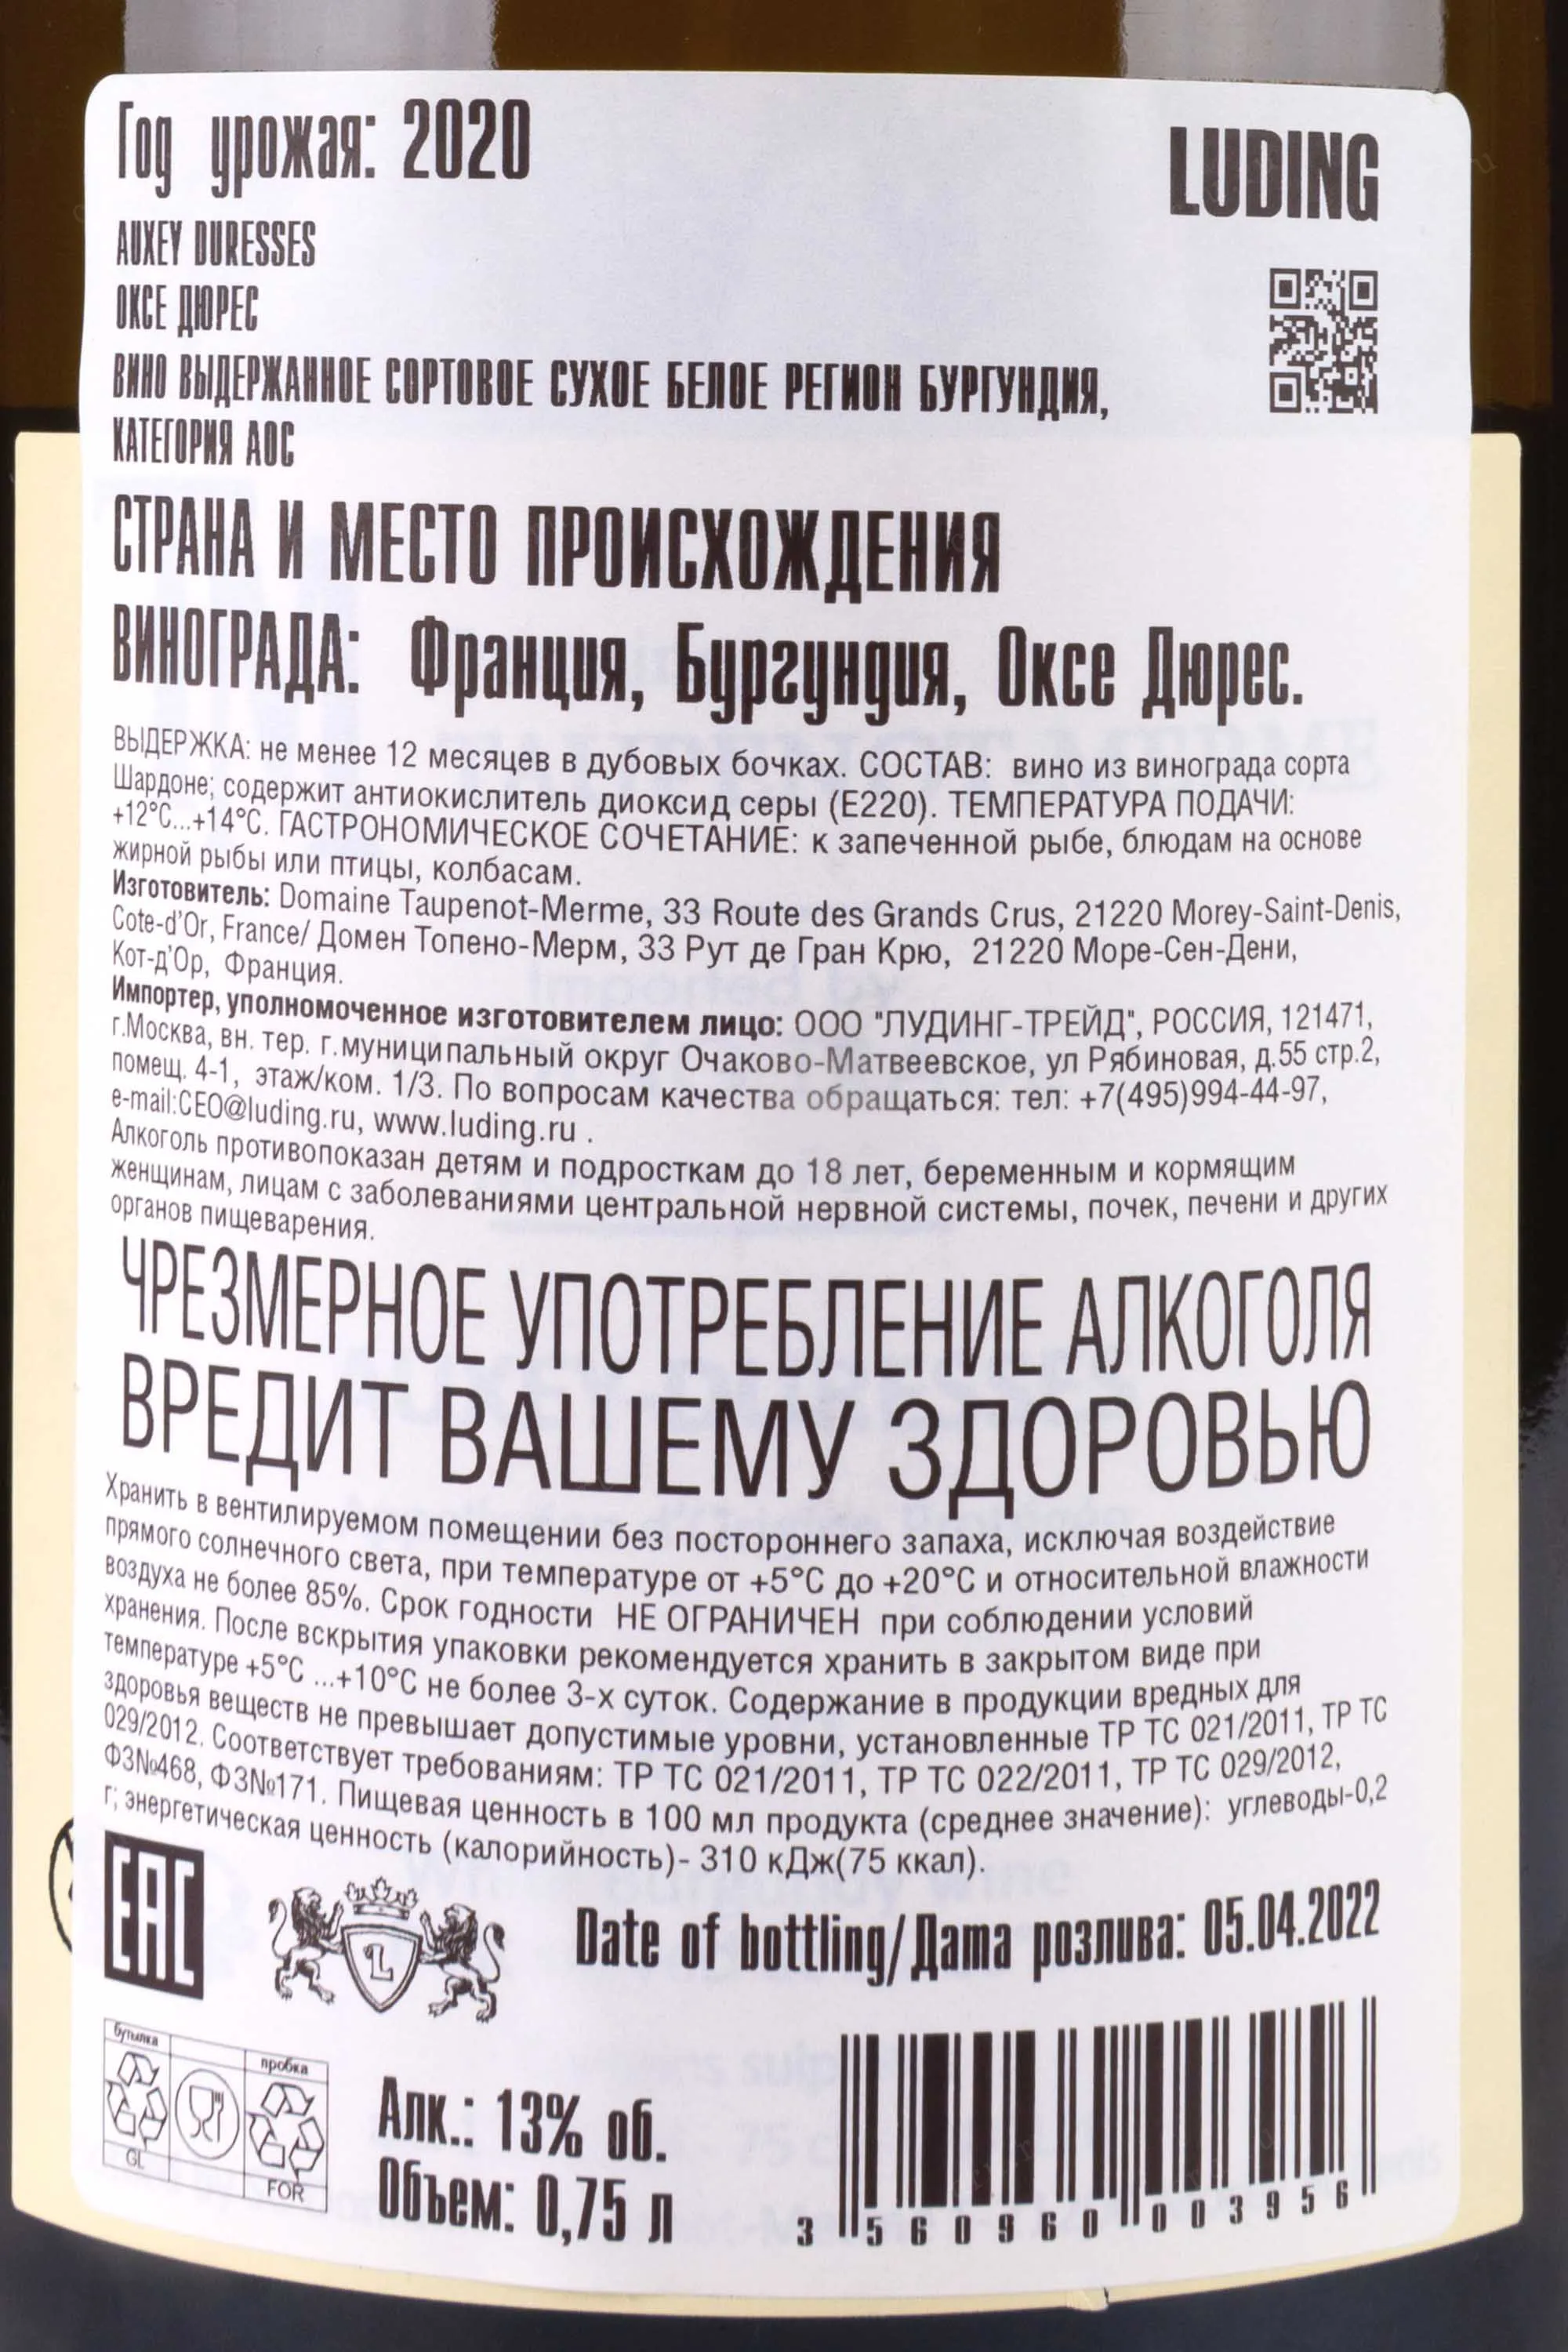 Год урожая: 2020
LUDING
AUXEY DURESSES
ОКСЕ ДЮРЕС
ВИНО ВЫДЕРЖАННОЕ СОРТОВОЕ СУХОЕ БЕЛОЕ РЕГИОН БУРГУНДИЯ,
КАТЕГОРИЯ АОС
СТРАНА И МЕСТО ПРОИСХОЖДЕНИЯ
ВИНОГРАДА: Франция, Бургундия, Оксе Дюрес.
ВЫДЕРЖКА: не менее 12 месяцев в дубовых бочках. СОСТАВ: вино из винограда сорта
Шардоне; содержит антиокислитель диоксид серы (Е220). ТЕМПЕРАТУРА ПОДАЧИ:
+12°C...+14°C. ГАСТРОНОМИЧЕСКОЕ СОЧЕТАНИЕ: к запеченной рыбе, блюдам на основе
жирной рыбы или птицы, колбасам.
Изготовитель: Domaine Taupenot-Merme, 33 Route des Grands Crus, 21220 Morey-Saint-Denis,
Cote-d'Or, France/ Домен Топено-Мерм, 33 Рут де Гран Крю, 21220 Море-Сен-Дени,
Кот-д'Ор, Франция.
Импортер, уполномоченное изготовителем лицо: ООО "ЛУДИНГ-ТРЕЙД", РОССИЯ, 121471,
г.Москва, вн. тер. г.муниципальный округ Очаково-Матвеевское, ул Рябиновая, д.55 стр.2,
помещ. 4-1, этаж/ком. 1/3. По вопросам качества обращаться: тел: +7(495)994-44-97,
e-mail:CEO@luding.ru, www.luding.ru .
Алкоголь противопоказан детям и подросткам до 18 лет, беременным и кормящим
женщинам, лицам с заболеваниями центральной нервной системы, почек, печени и других
органов пищеварения.
ЧРЕЗМЕРНОЕ УПОТРЕБЛЕНИЕ АЛКОГОЛЯ
ВРЕДИТ ВАШЕМУ ЗДОРОВЬЮ
Хранить в вентилируемом помещении без постороннего запаха, исключая воздействие
прямого солнечного света, при температуре от +5°C до +20°C и относительной влажности
воздуха не более 85%. Срок годности НЕ ОГРАНИЧЕН при соблюдении условий
хранения. После вскрытия упаковки рекомендуется хранить в закрытом виде при
температуре +5°C ...+10°C не более 3-х суток. Содержание в продукции вредных для
здоровья веществ не превышает допустимые уровни, установленные ТР ТС 021/2011, ТР ТС
029/2012. Соответствует требованиям: ТР ТС 021/2011, ТР ТС 022/2011, ТР ТС 029/2012,
ФЗ№468, ФЗ№171. Пищевая ценность в 100 мл продукта (среднее значение): углеводы-0,2
г; энергетическая ценность (калорийность)- 310 кДж(75 ккал).
EAC
L
Date of bottling/Дата розлива: 05.04.2022
бутылка
пробка
GL
FOR
Алк.: 13% об.
Объем: 0,75 л
3 560960 003956